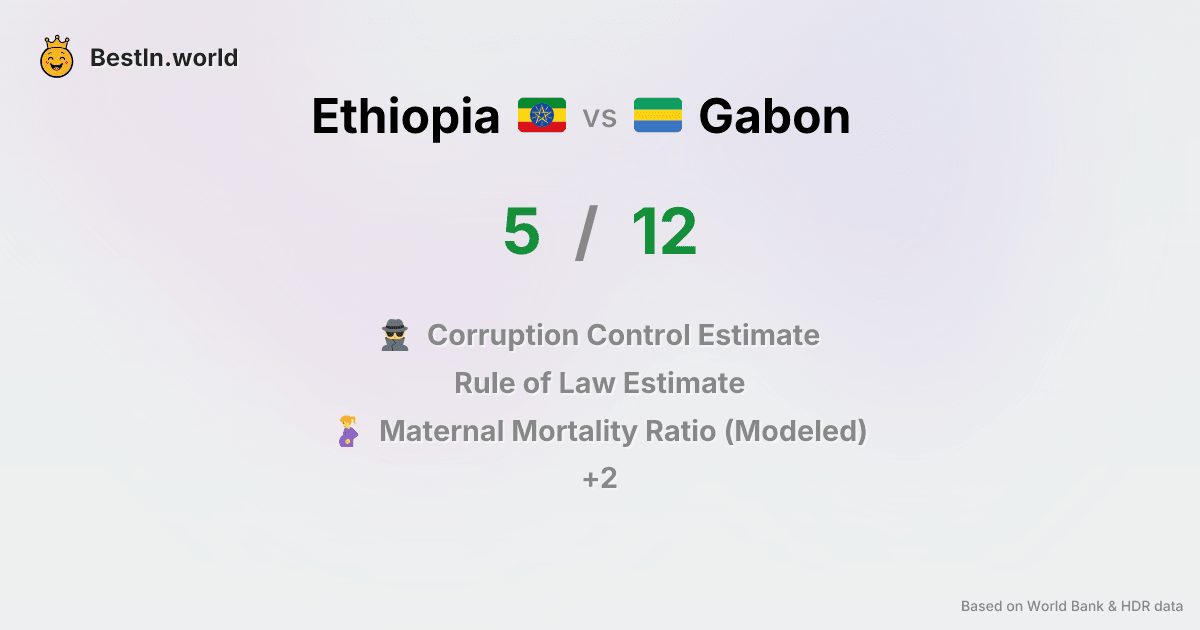 BestIn.world
Ethiopia vs Gabon
5 / 12
Corruption Control Estimate
Rule of Law Estimate
Maternal Mortality Ratio (Modeled)
+2
Based on World Bank & HDR data